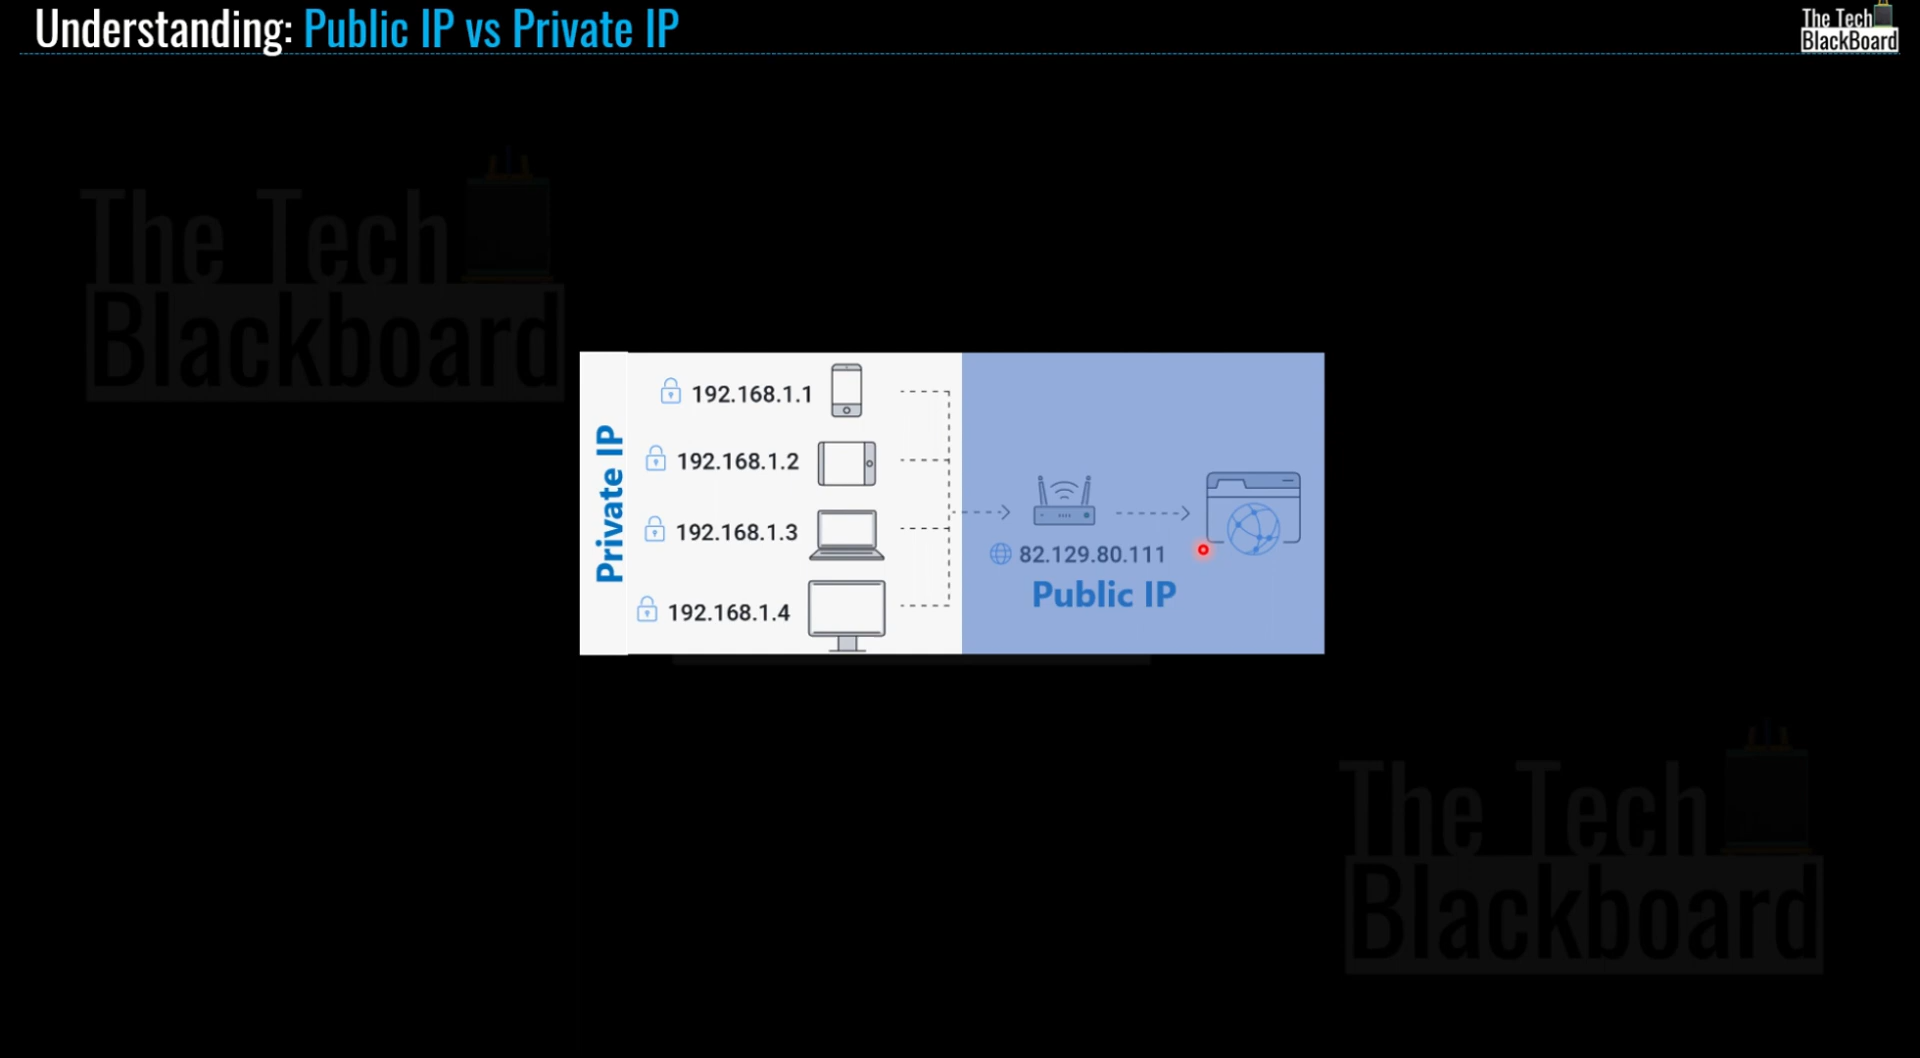 Understanding: Public IP vs Private IP
The Tech
BlackBoard
The Tech
Blackboard
Private IP
192.168.1.1
192.168.1.2
192.168.1.3
192.168.1.4
82.129.80.111
Public IP
The Tech
Blackboard